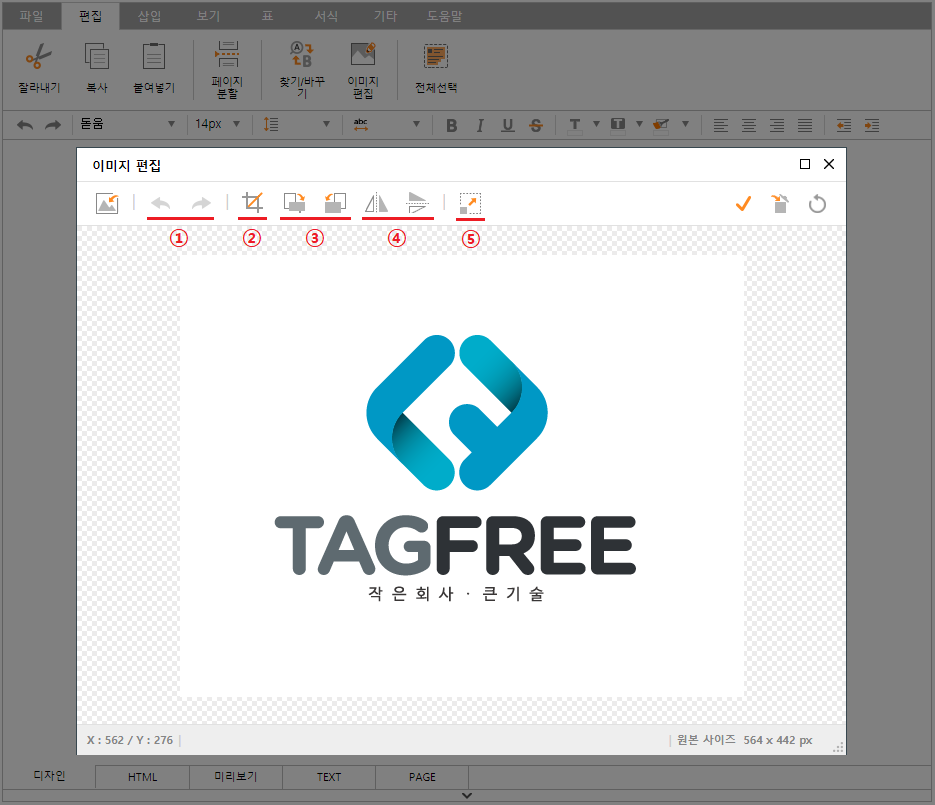 파일 편집 삽입 보기 표 서식 기타 도움말
잘라내기 복사 붙여넣기 페이지 분할 찾기/바꾸기 이미지 편집 전체선택
돋움 14px abc B I U S T T
이미지 편집
① ② ③ ④ ⑤
TAGFREE
작은회사·큰기술
X : 562 / Y : 276 원본 사이즈 564 x 442 px
디자인 HTML 미리보기 TEXT PAGE